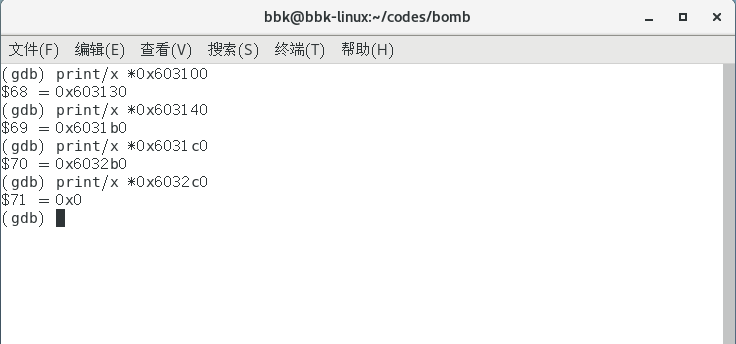 bbk@bbk-linux:~/codes/bomb
文件(F) 编辑(E) 查看(V) 搜索(S) 终端(T) 帮助(H)
(gdb) print/x *0x603100
$68 = 0x603130
(gdb) print/x *0x603140
$69 = 0x6031b0
(gdb) print/x *0x6031c0
$70 = 0x6032b0
(gdb) print/x *0x6032c0
$71 = 0x0
(gdb)